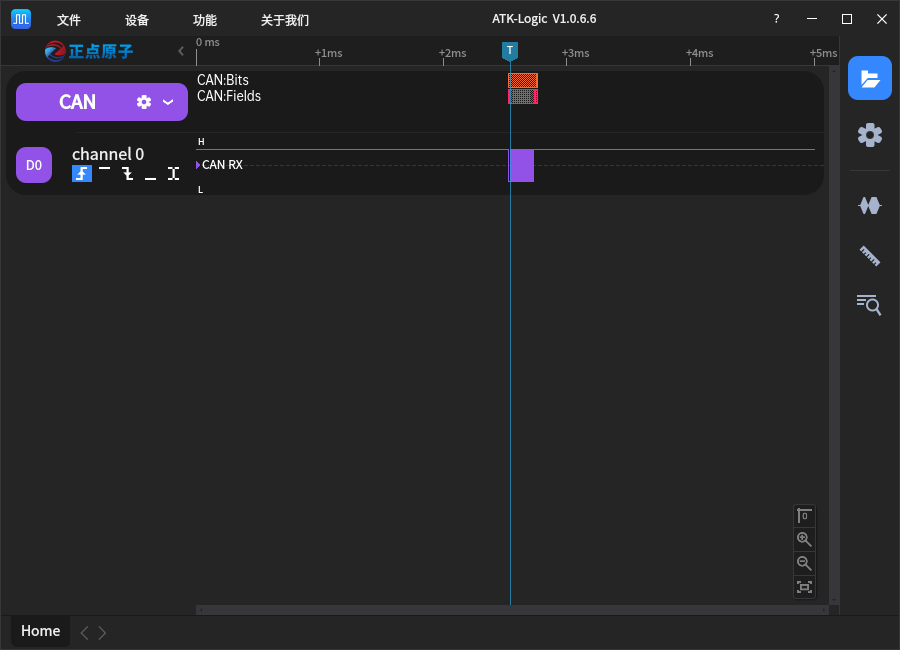 文件 设备 功能 关于我们 ATK-Logic V1.0.6.6 ?
正点原子
0 ms +1ms +2ms T +3ms +4ms +5ms
CAN:Bits
CAN:Fields
CAN
H
channel 0
D0
CAN RX
L
Home